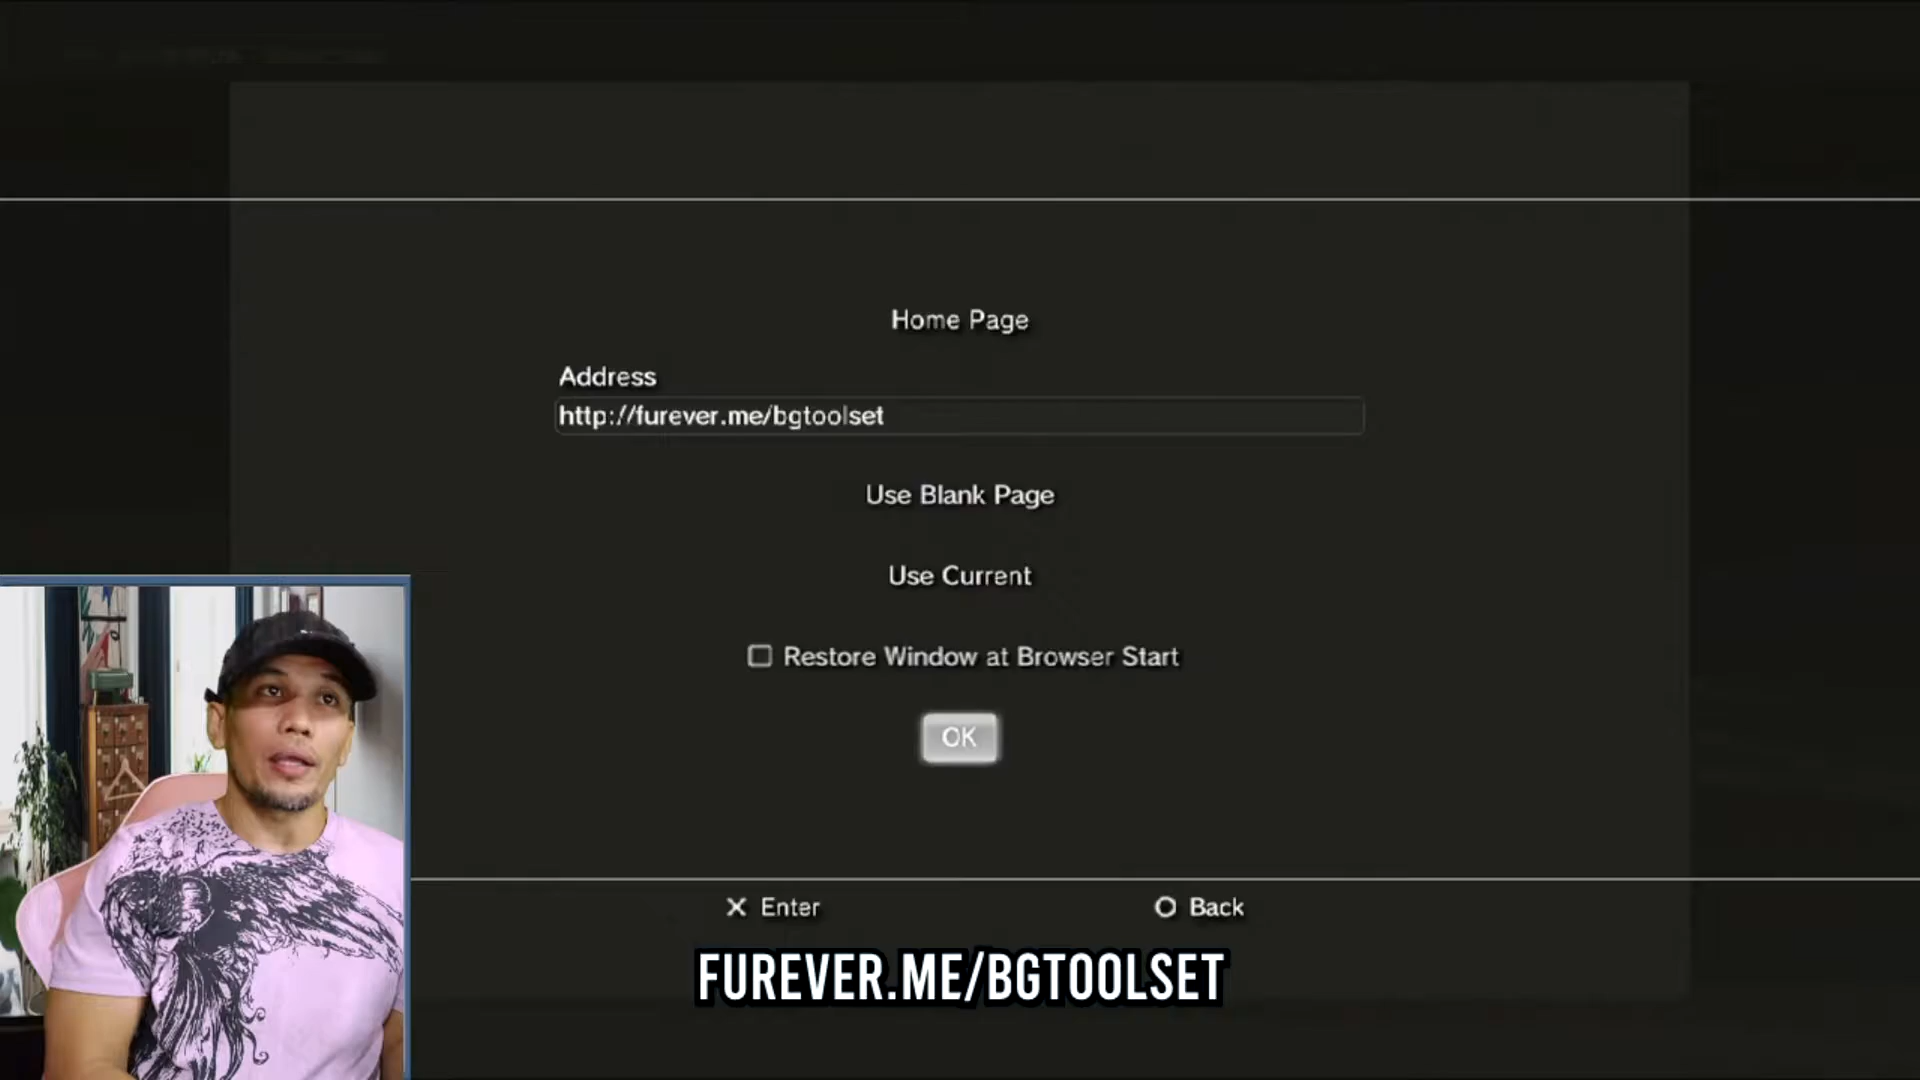 Home Page
Address
http://furever.me/bgtoolset
Use Blank Page
Use Current
Restore Window at Browser Start
OK
X Enter
O Back
FUREVER.ME/BGTOOLSET